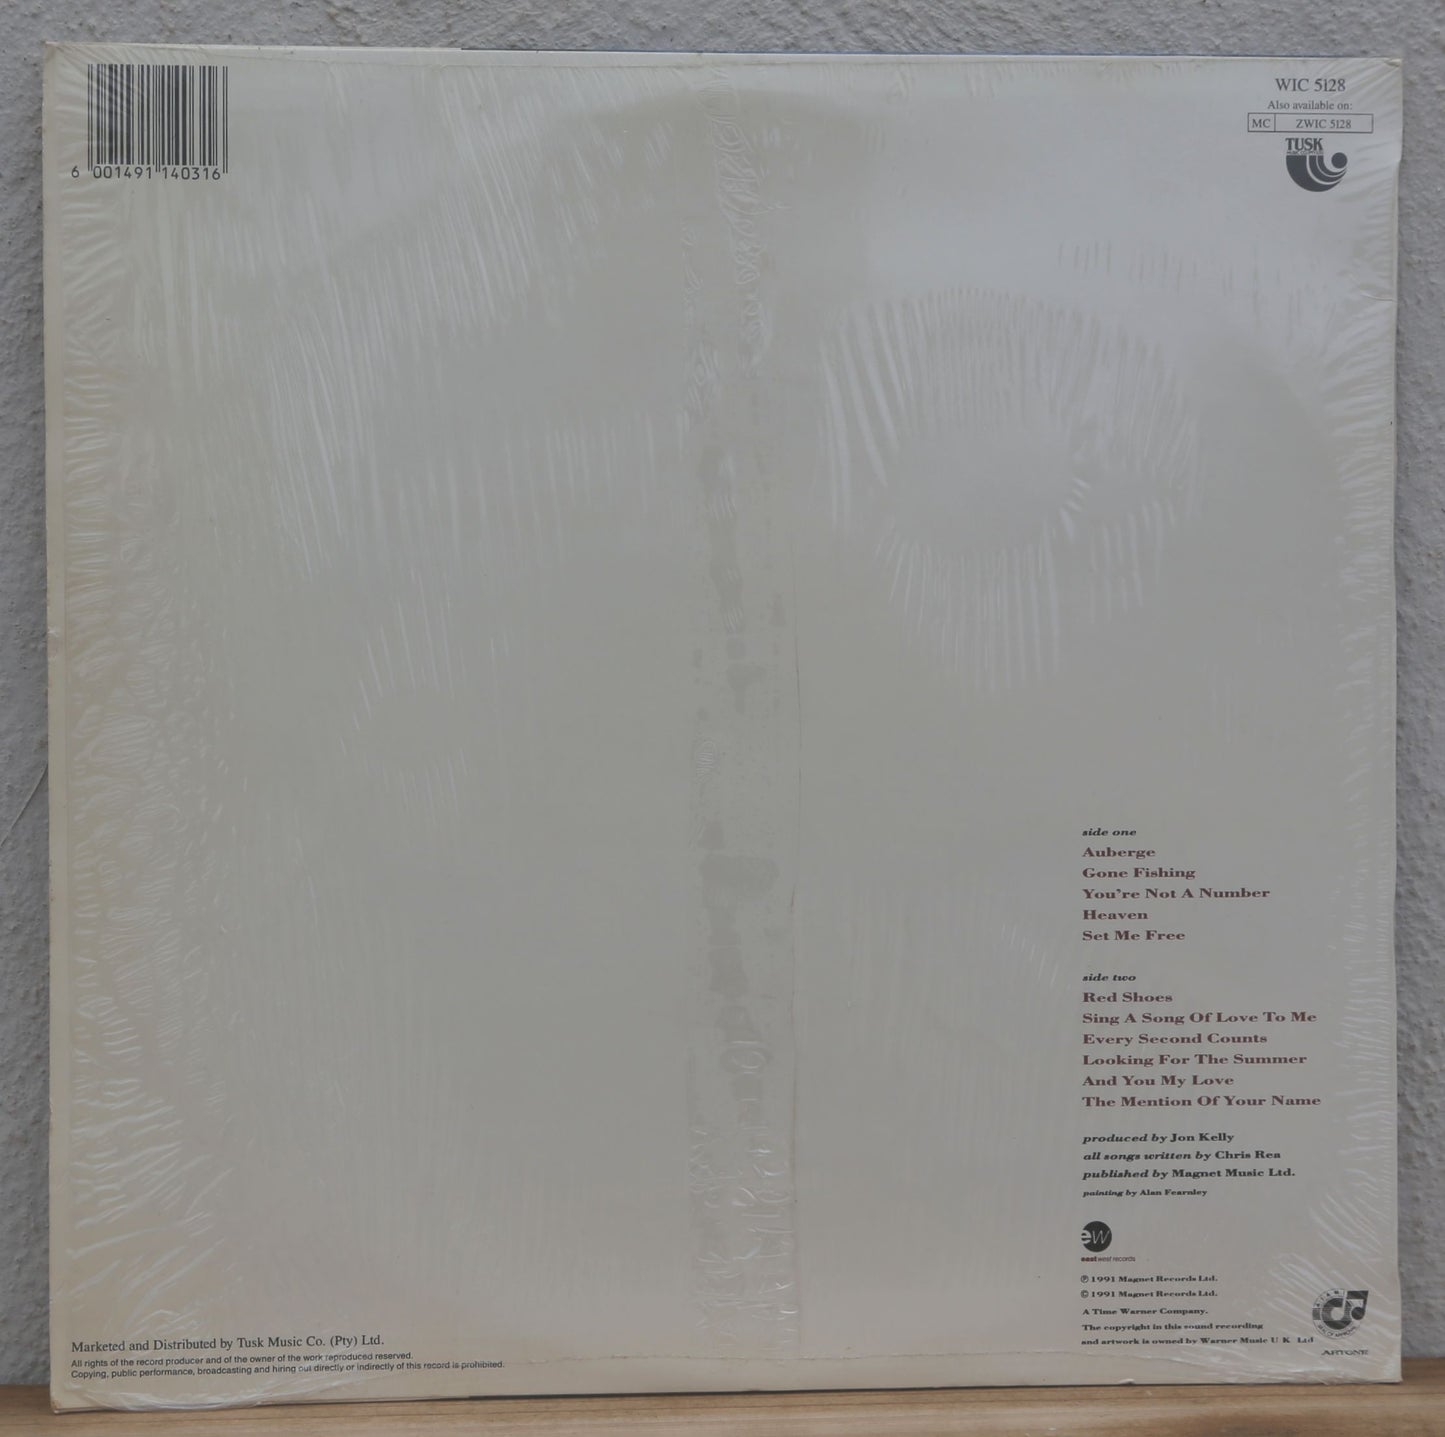 6 001491 140316
WIC 5128
Also available on:
MC ZWIC 5128
TUSK
side one
Auberge
Gone Fishing
You're Not A Number
Heaven
Set Me Free
side two
Red Shoes
Sing A Song Of Love To Me
Every Second Counts
Looking For The Summer
And You My Love
The Mention Of Your Name
produced by Jon Kelly
all songs written by Chris Rea
published by Magnet Music Ltd.
painting by Alan Fearnley
ew
eastwest records
℗ 1991 Magnet Records Ltd.
© 1991 Magnet Records Ltd.
A Time Warner Company.
The copyright in this sound recording
and artwork is owned by Warner Music U K Ltd
ARTONE
Marketed and Distributed by Tusk Music Co. (Pty) Ltd.
All rights of the record producer and of the owner of the work reproduced reserved.
Copying, public performance, broadcasting and hiring out directly or indirectly of this record is prohibited.